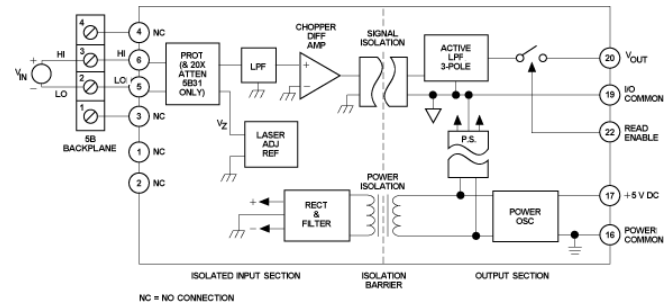 4
4
NC
CHOPPER
DIFF
AMP
SIGNAL
ISOLATION
VIN
HI
3
HI
6
PROT
(& 20X
ATTEN
5B31
ONLY)
LPF
ACTIVE
LPF
3-POLE
20
VOUT
LO
2
LO
5
19
I/O
COMMON
1
3
NC
VZ
LASER
ADJ
REF
22
READ
ENABLE
5B
BACKPLANE
1
NC
P.S.
2
NC
POWER
ISOLATION
RECT
&
FILTER
POWER
OSC
17
+5 V DC
16
POWER
COMMON
ISOLATED INPUT SECTION
ISOLATION
BARRIER
OUTPUT SECTION
NC = NO CONNECTION